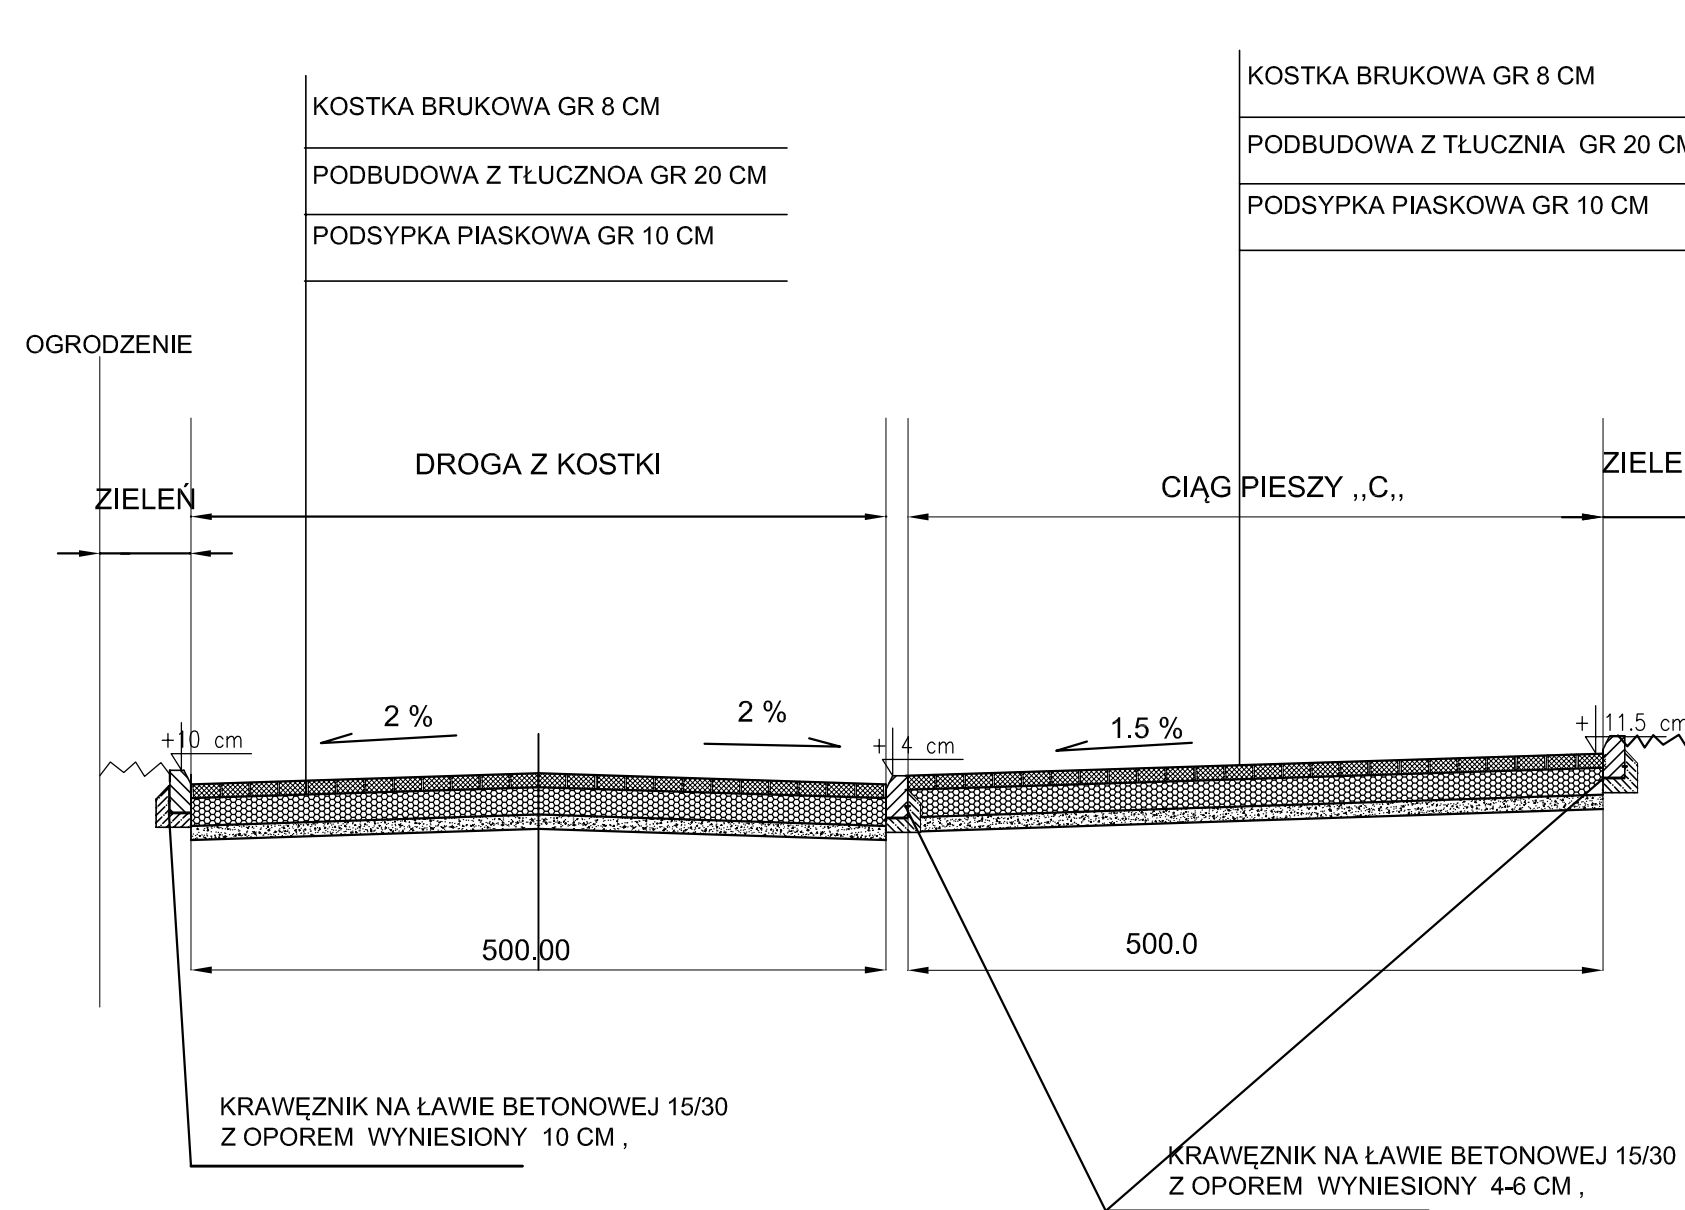 KOSTKA BRUKOWA GR 8 CM
PODBUDOWA Z TŁUCZNOA GR 20 CM
PODSYPKA PIASKOWA GR 10 CM
KOSTKA BRUKOWA GR 8 CM
PODBUDOWA Z TŁUCZNIA GR 20 CM
PODSYPKA PIASKOWA GR 10 CM
OGRODZENIE
ZIELEŃ
DROGA Z KOSTKI
CIĄG PIESZY ,,C,,
ZIELE
2 %
2 %
1.5 %
+10 cm
+ 4 cm
+ 11.5 cm
500.00
500.0
KRAWĘZNIK NA ŁAWIE BETONOWEJ 15/30
Z OPOREM WYNIESIONY 10 CM ,
KRAWĘZNIK NA ŁAWIE BETONOWEJ 15/30
Z OPOREM WYNIESIONY 4-6 CM ,